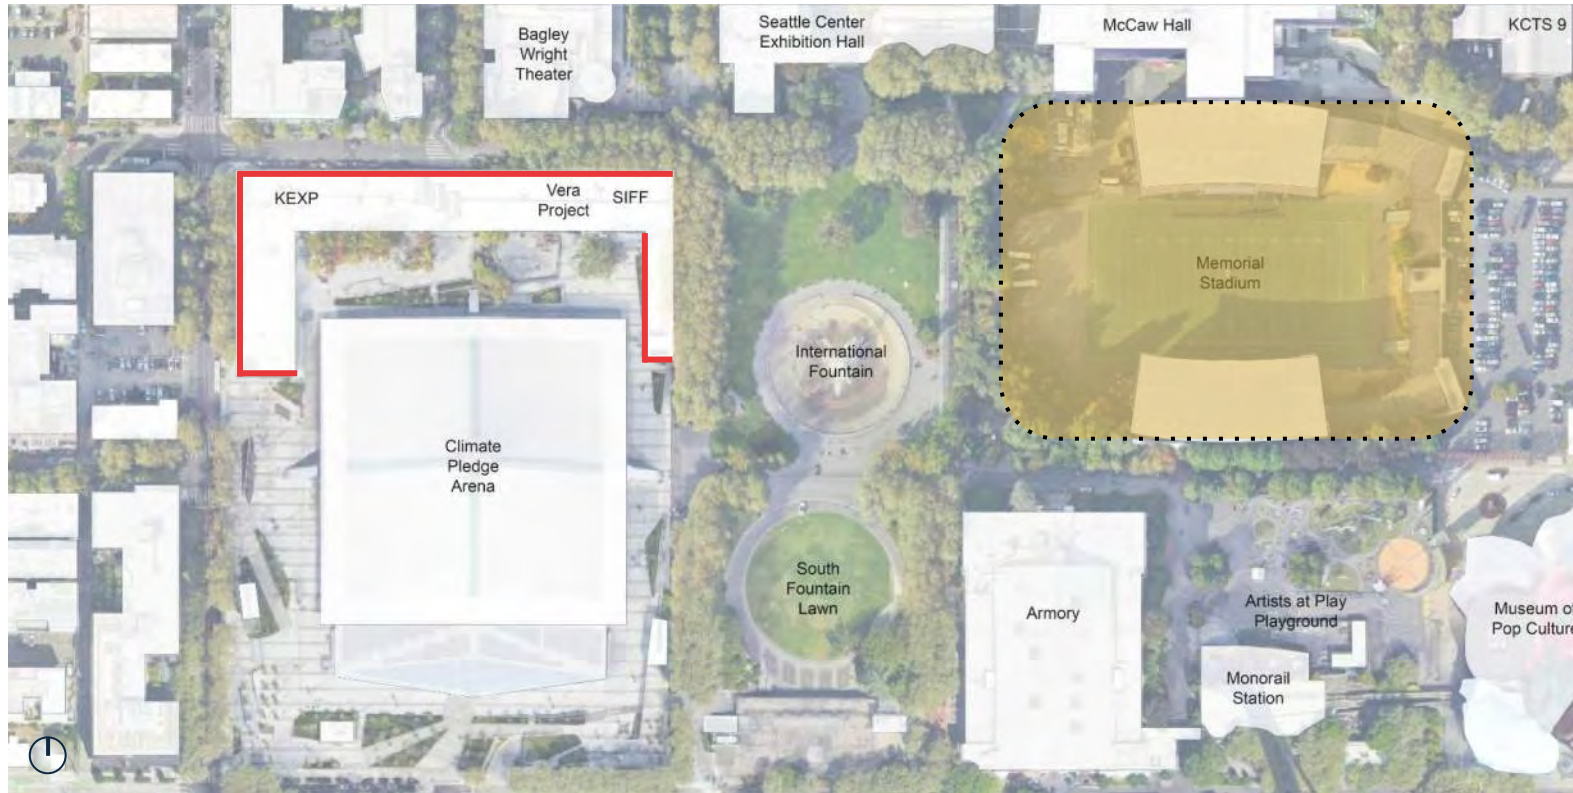 Bagley
Wright
Theater
Seattle Center
Exhibition Hall
McCaw Hall
KCTS 9
KEXP
Vera
Project
SIFF
Memorial
Stadium
International
Fountain
Climate
Pledge
Arena
South
Fountain
Lawn
Armory
Artists at Play
Playground
Museum of
Pop Culture
Monorail
Station